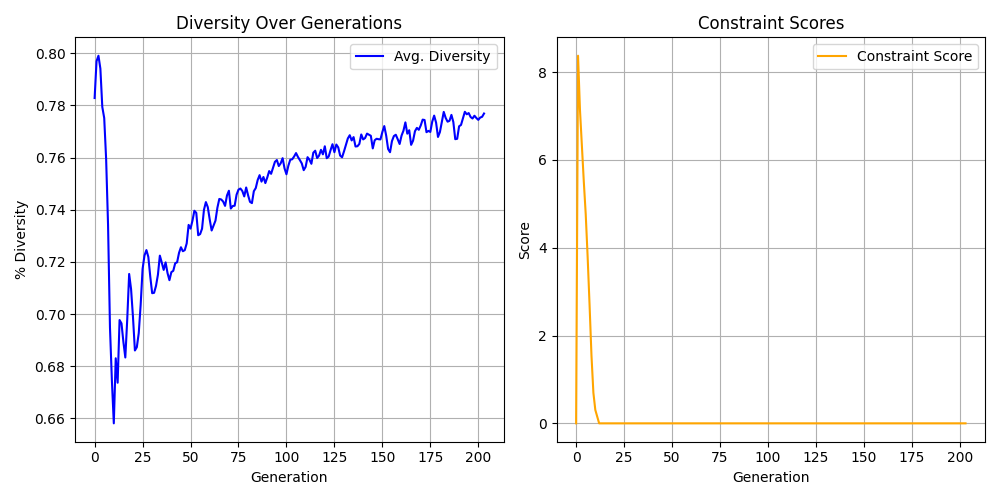 Diversity Over Generations
Avg. Diversity
% Diversity
0.80
0.78
0.76
0.74
0.72
0.70
0.68
0.66
0 25 50 75 100 125 150 175 200
Generation
Constraint Scores
Constraint Score
Score
8
6
4
2
0
0 25 50 75 100 125 150 175 200
Generation